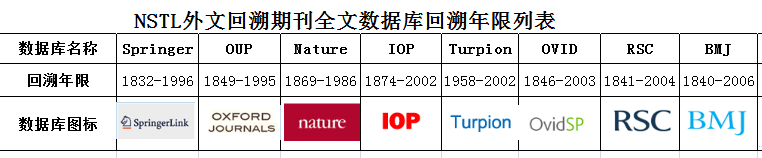 NSTL外文回溯期刊全文数据库回溯年限列表
数据库名称 Springer OUP Nature IOP Turpion OVID RSC BMJ
回溯年限 1832-1996 1849-1995 1869-1986 1874-2002 1958-2002 1846-2003 1841-2004 1840-2006
数据库图标 SpringerLink OXFORD JOURNALS nature IOP Turpion OvidSP RSC BMJ